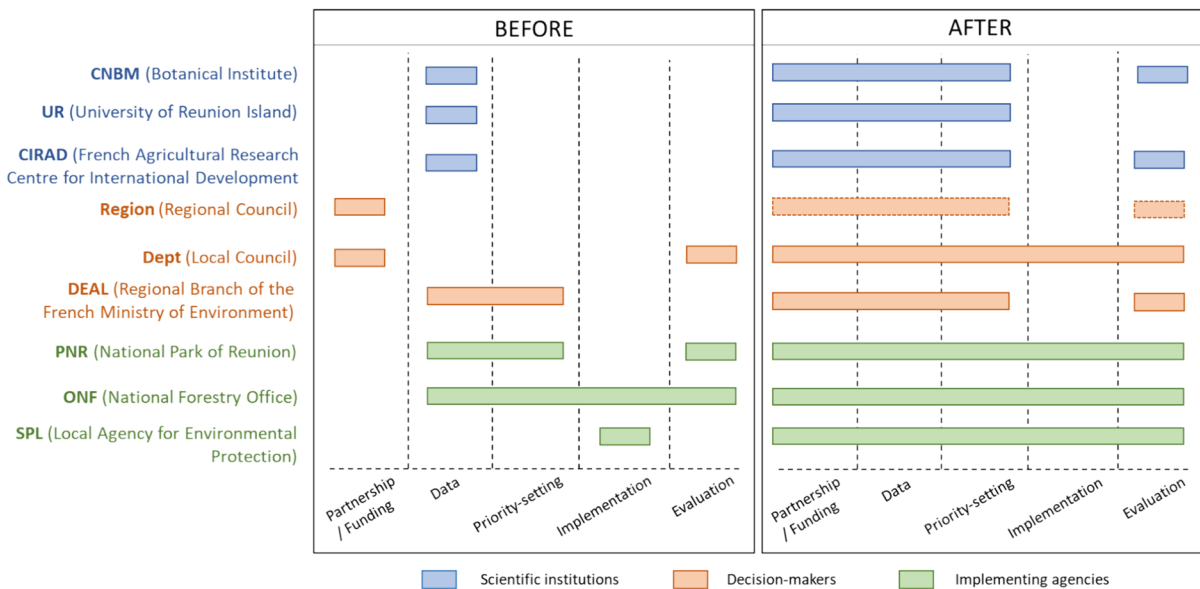 BEFORE
AFTER
CNBM (Botanical Institute)
UR (University of Reunion Island)
CIRAD (French Agricultural Research
Centre for International Development
Region (Regional Council)
Dept (Local Council)
DEAL (Regional Branch of the
French Ministry of Environment)
PNR (National Park of Reunion)
ONF (National Forestry Office)
SPL (Local Agency for Environmental
Protection)
Partnership
/ Funding
Data
Priority-setting
Implementation
Evaluation
Partnership
/ Funding
Data
Priority-setting
Implementation
Evaluation
Scientific institutions
Decision-makers
Implementing agencies